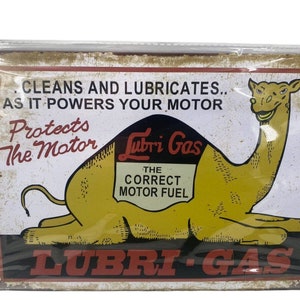 . CLEANS AND LUBRICATES..
AS IT POWERS YOUR MOTOR
Protects
The Motor
Lubri Gas
THE
CORRECT
MOTOR FUEL
LUBRI-GAS